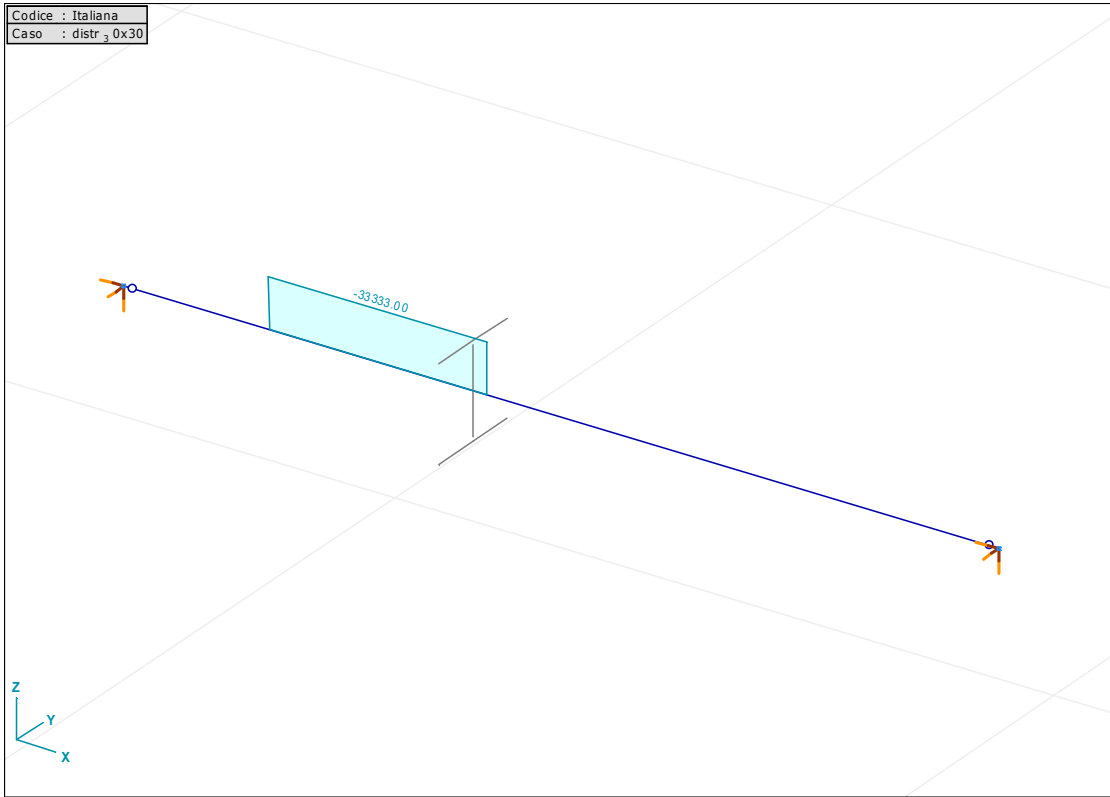 Codice : Italiana
Caso : distr 3 0x30
-33333.00
Z
Y
X